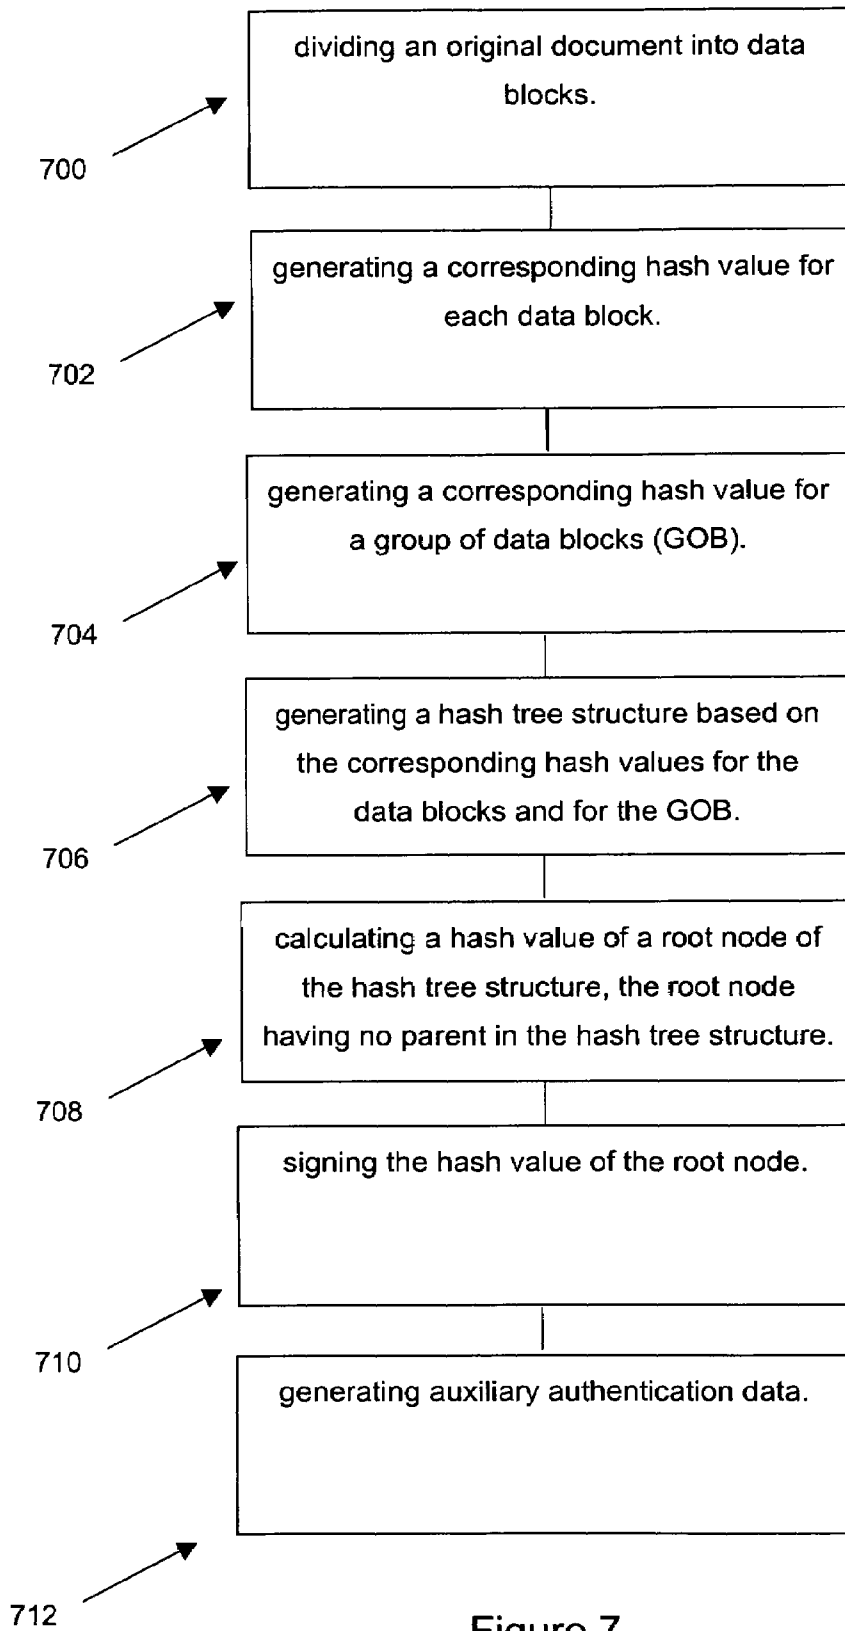 dividing an original document into data
blocks.
700
generating a corresponding hash value for
each data block.
702
generating a corresponding hash value for
a group of data blocks (GOB).
704
generating a hash tree structure based on
the corresponding hash values for the
data blocks and for the GOB.
706
calculating a hash value of a root node of
the hash tree structure, the root node
having no parent in the hash tree structure.
708
signing the hash value of the root node.
710
generating auxiliary authentication data.
712
Figure 7